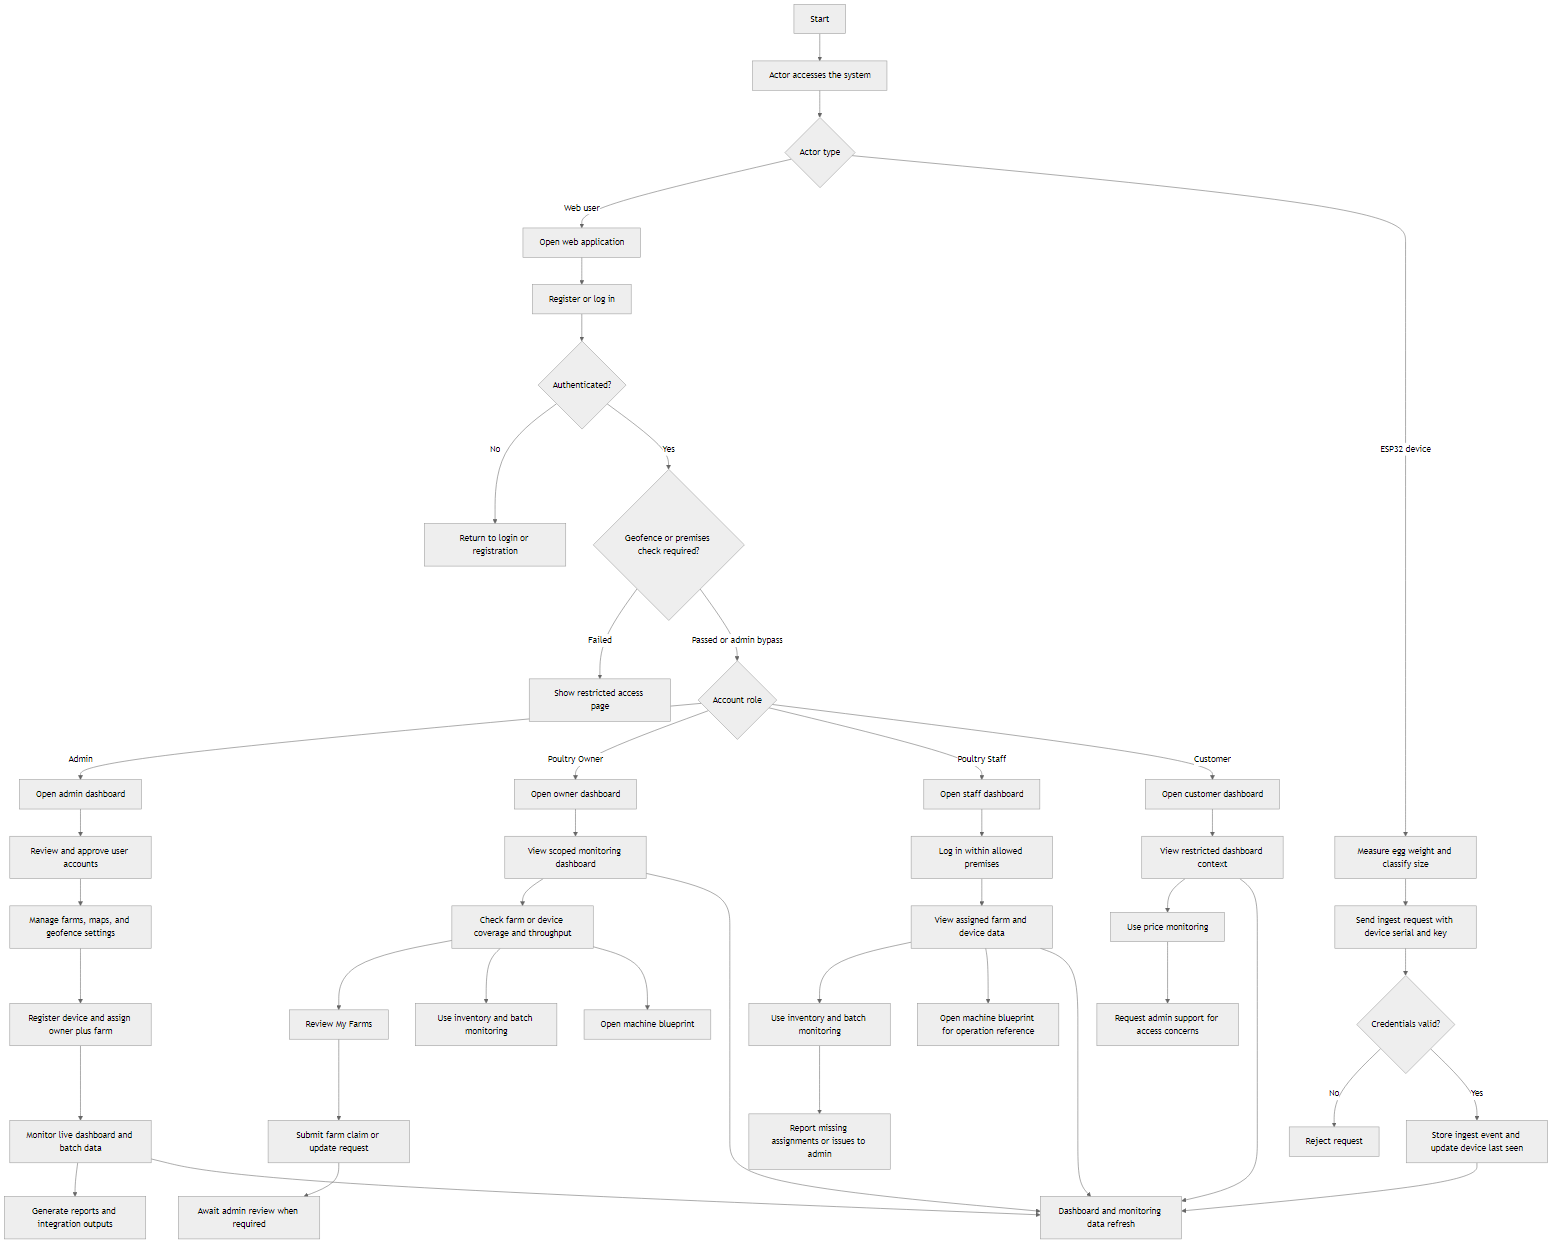 Start
Actor accesses the system
Actor type
Web user
Open web application
Register or log in
Authenticated?
No
Yes
ESP32 device
Return to login or
registration
Geofence or premises
check required?
Failed
Passed or admin bypass
Show restricted access
page
Account role
Admin
Poultry Owner
Poultry Staff
Customer
Open admin dashboard
Open owner dashboard
Open staff dashboard
Open customer dashboard
Review and approve user
accounts
View scoped monitoring
dashboard
Log in within allowed
premises
View restricted dashboard
context
Measure egg weight and
classify size
Manage farms, maps, and
geofence settings
Check farm or device
coverage and throughput
View assigned farm and
device data
Use price monitoring
Send ingest request with
device serial and key
Register device and assign
owner plus farm
Review My Farms
Use inventory and batch
monitoring
Open machine blueprint
Use inventory and batch
monitoring
Open machine blueprint
for operation reference
Request admin support for
access concerns
Credentials valid?
No
Yes
Monitor live dashboard and
batch data
Submit farm claim or
update request
Report missing
assignments or issues to
admin
Reject request
Store ingest event and
update device last seen
Generate reports and
integration outputs
Await admin review when
required
Dashboard and monitoring
data refresh